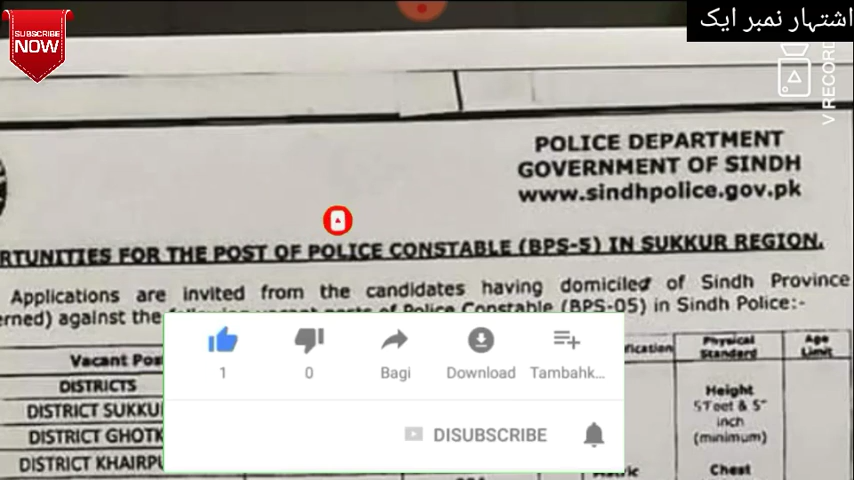 اشتہار نمبر ایک
SUBSCRIBE
NOW
V RECORD
POLICE DEPARTMENT
GOVERNMENT OF SINDH
www.sindhpolice.gov.pk
FOR THE POST OF POLICE CONSTABLE (BPS-5) IN SUKKUR REGION.
Applications are invited from the candidates having domiciled of Sindh Province
against the following vacant posts of Police Constable (BPS-05) in Sindh Police:-
Vacant Pos
Physical
Standard
Age
Limit
DISTRICTS
DISTRICT SUKKU
DISTRICT GHOTK
DISTRICT KHAIRPU
Height
5'Feet & 5"
inch
(minimum)
Chest
1
0
Bagi
Download
Tambahk...
DISUBSCRIBE